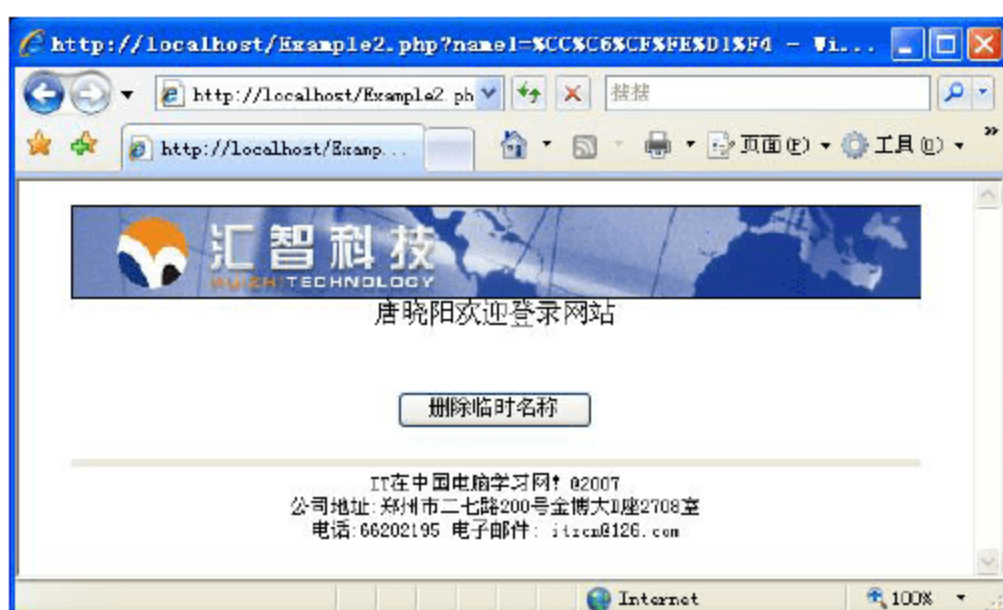 http://localhost/Example2.php?name1=%CC%C6%CF%FE%D1%F4 - Wi...
http://localhost/Example2.ph
搜搜
http://localhost/Examp...
页面(P)
工具(O)
»
汇智科技
HUIZHI TECHNOLOGY
唐晓阳欢迎登录网站
删除临时名称
IT在中国电脑学习网! @2007
公司地址:郑州市二七路200号金博大D座2708室
电话:66202195 电子邮件: itzcn@126.com
Internet
100%